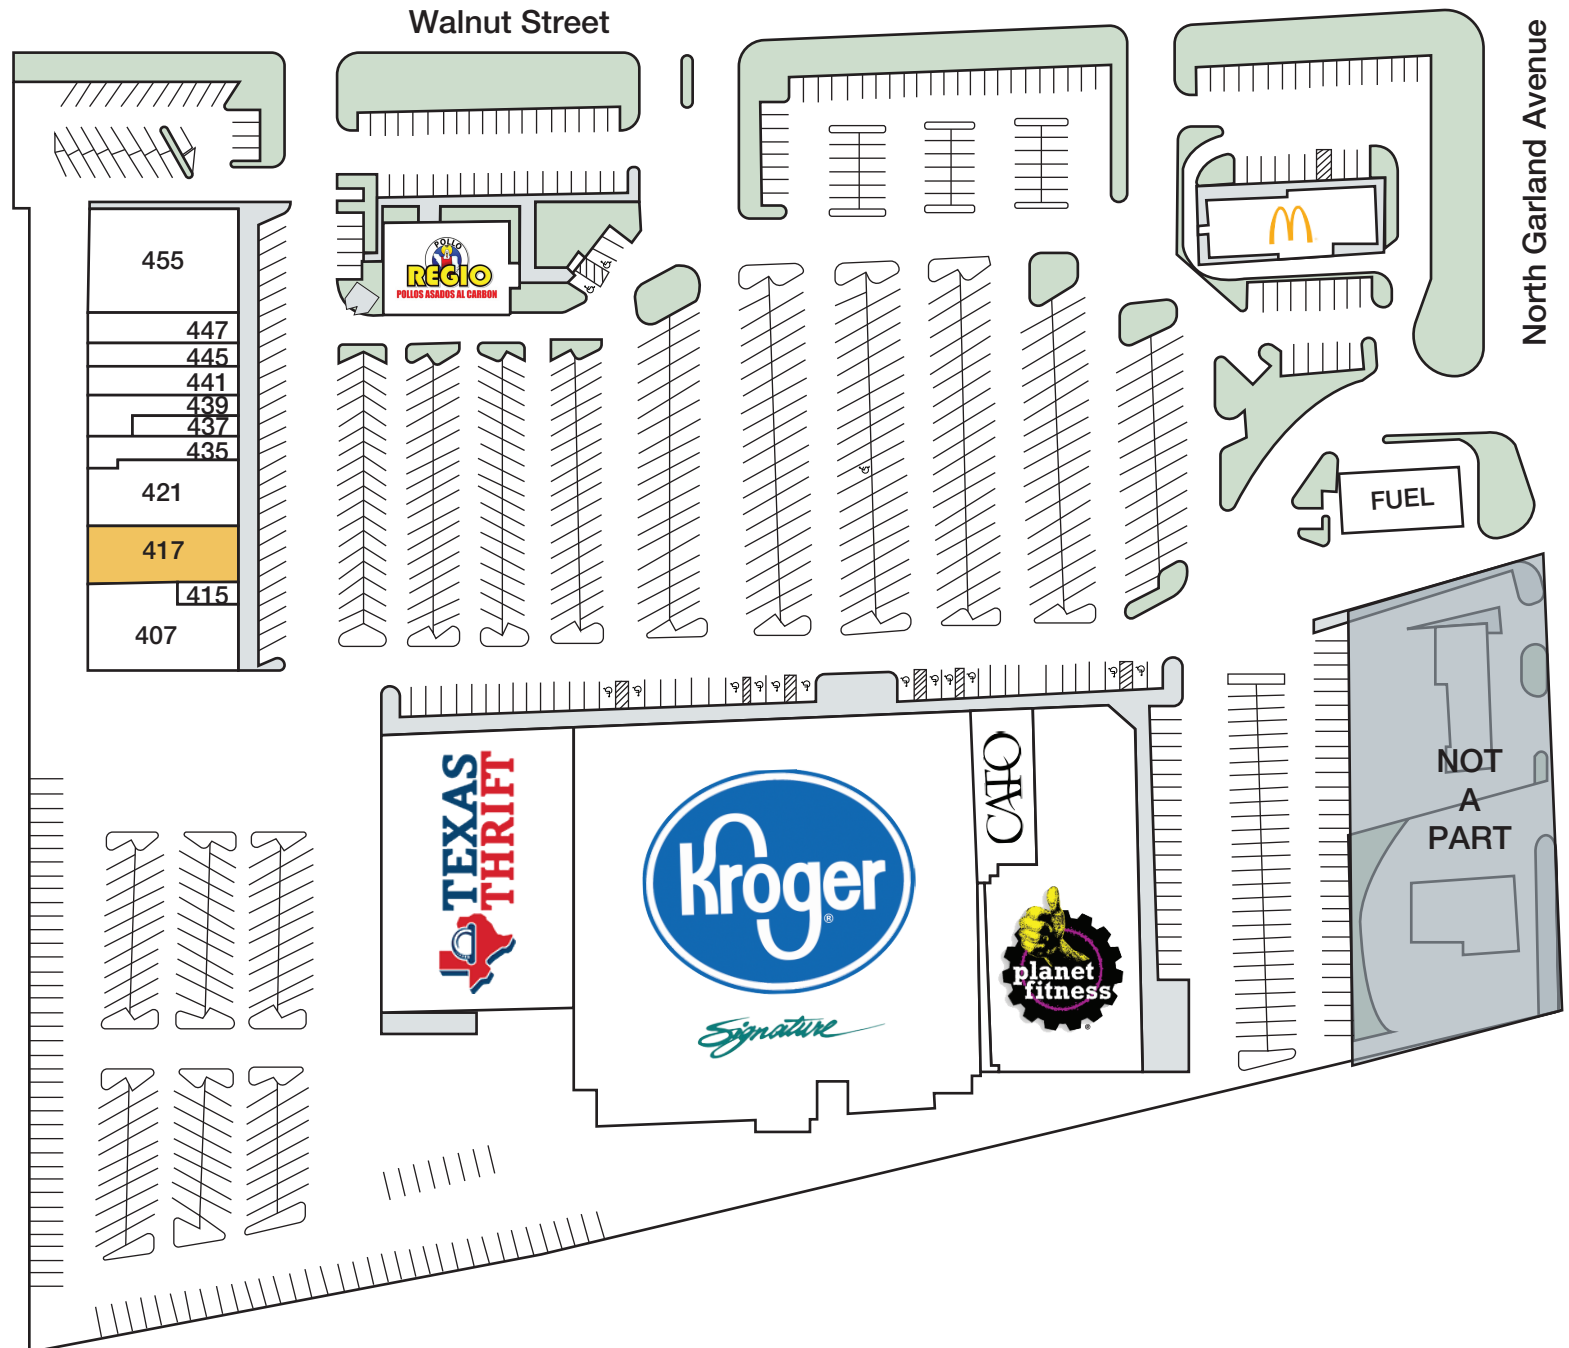 Walnut Street
North Garland Avenue
455
447
445
441
439
437
435
421
417
415
407
POLLO
REGIO
POLLOS ASADOS AL CARBON
FUEL
NOT
A
PART
TEXAS
THRIFT
Kroger
®
Signature
CATO
planet
fitness
®